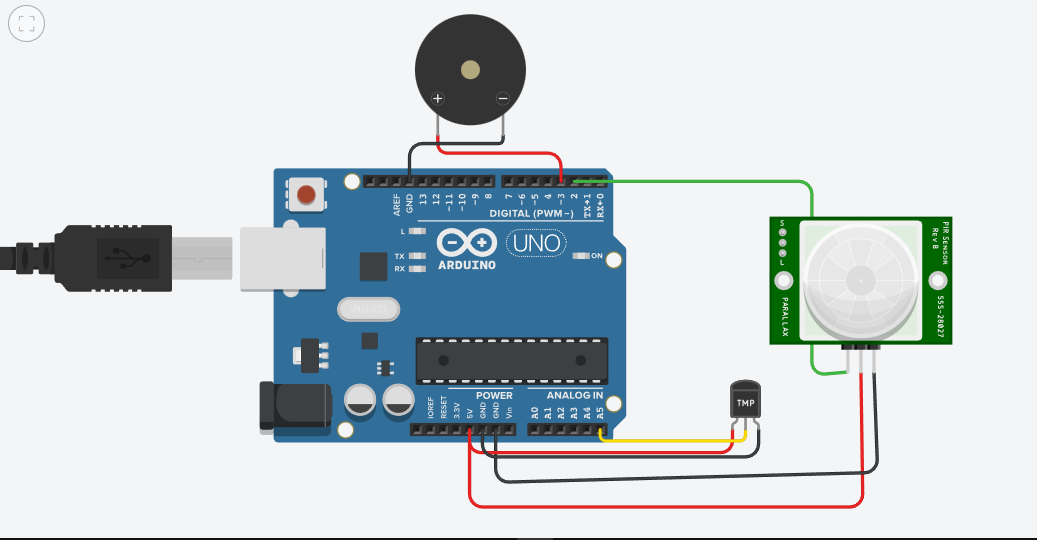 + −
AREF
GND
13
12
~11
~10
~9
8
7
~6
~5
4
~3
2
TX→1
RX←0
DIGITAL (PWM~)
L
TX
RX
ARDUINO
UNO
ON
POWER
IOREF
RESET
3.3V
5V
GND
GND
Vin
ANALOG IN
A0
A1
A2
A3
A4
A5
TMP
S
L
PARALLAX
PIR SENSOR
REV B
555-28027